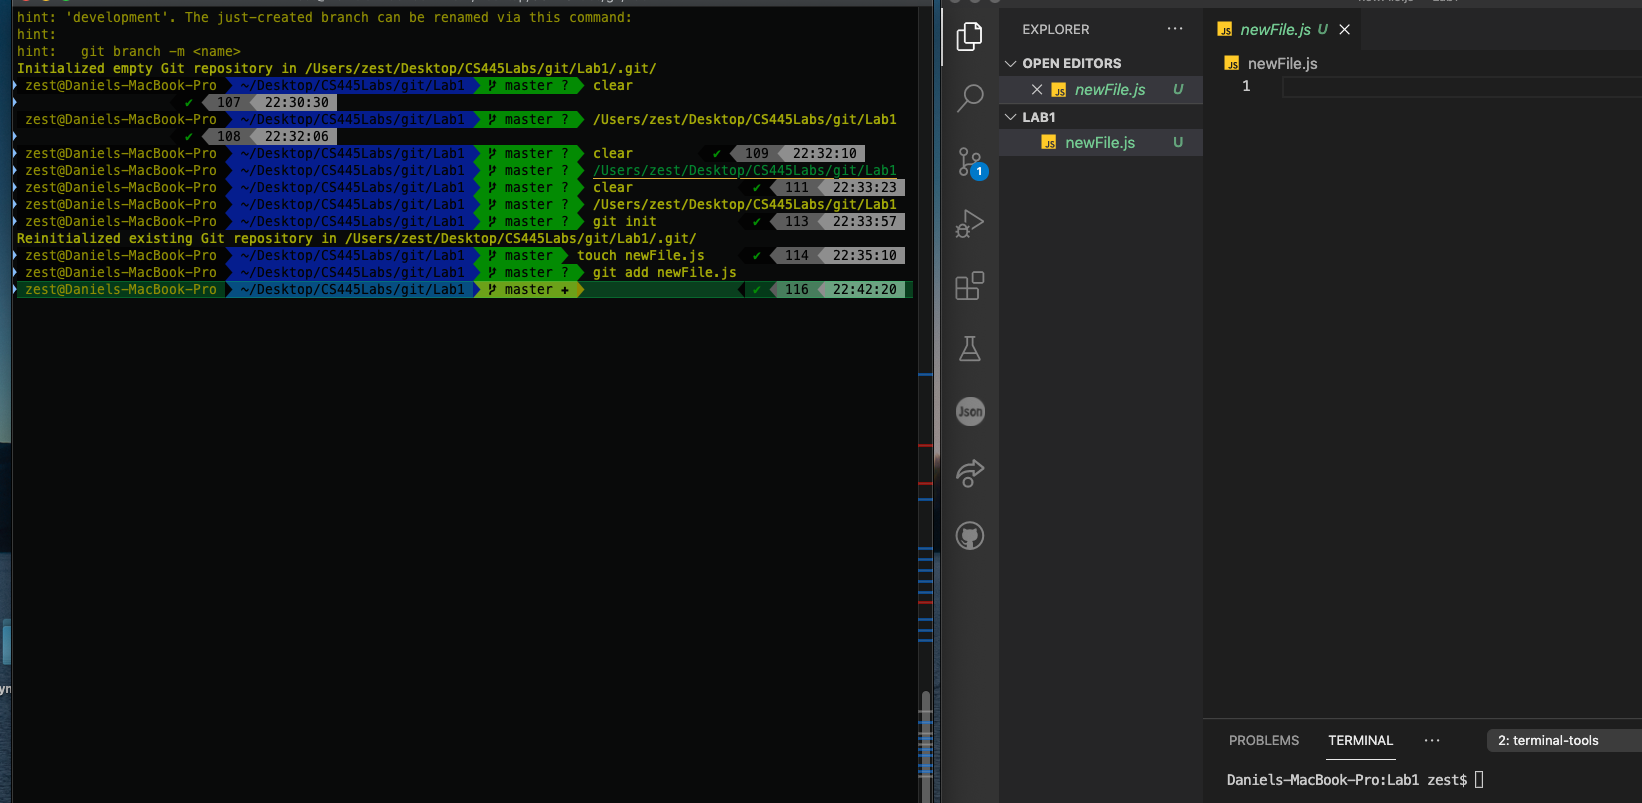 hint: 'development'. The just-created branch can be renamed via this command:
hint:
hint:   git branch -m <name>
Initialized empty Git repository in /Users/zest/Desktop/CS445Labs/git/Lab1/.git/
zest@Daniels-MacBook-Pro ~/Desktop/CS445Labs/git/Lab1 master ? clear
✔ 107 22:30:30
zest@Daniels-MacBook-Pro ~/Desktop/CS445Labs/git/Lab1 master ? /Users/zest/Desktop/CS445Labs/git/Lab1
✔ 108 22:32:06
zest@Daniels-MacBook-Pro ~/Desktop/CS445Labs/git/Lab1 master ? clear ✔ 109 22:32:10
zest@Daniels-MacBook-Pro ~/Desktop/CS445Labs/git/Lab1 master ? /Users/zest/Desktop/CS445Labs/git/Lab1
zest@Daniels-MacBook-Pro ~/Desktop/CS445Labs/git/Lab1 master ? clear ✔ 111 22:33:23
zest@Daniels-MacBook-Pro ~/Desktop/CS445Labs/git/Lab1 master ? /Users/zest/Desktop/CS445Labs/git/Lab1
zest@Daniels-MacBook-Pro ~/Desktop/CS445Labs/git/Lab1 master ? git init ✔ 113 22:33:57
Reinitialized existing Git repository in /Users/zest/Desktop/CS445Labs/git/Lab1/.git/
zest@Daniels-MacBook-Pro ~/Desktop/CS445Labs/git/Lab1 master touch newFile.js ✔ 114 22:35:10
zest@Daniels-MacBook-Pro ~/Desktop/CS445Labs/git/Lab1 master ? git add newFile.js
zest@Daniels-MacBook-Pro ~/Desktop/CS445Labs/git/Lab1 master + ✔ 116 22:42:20
1
Json
EXPLORER ...
OPEN EDITORS
JS newFile.js U
LAB1
JS newFile.js U
JS newFile.js U
JS newFile.js
1
PROBLEMS TERMINAL ... 2: terminal-tools
Daniels-MacBook-Pro:Lab1 zest$